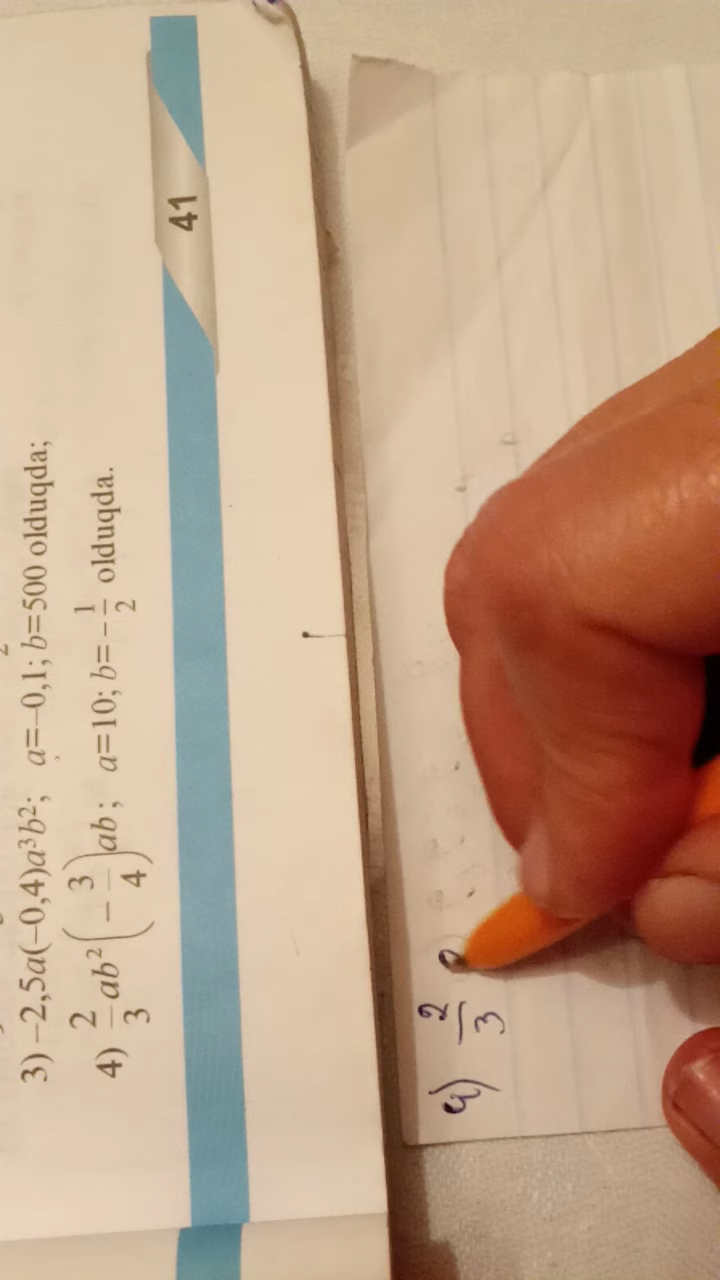 3) −2,5a(−0,4)a³b²; a=−0,1; b=500 olduqda;
4) 2/3 ab² (−3/4) ab; a=10; b=−1/2 olduqda.
41
4) 2/3